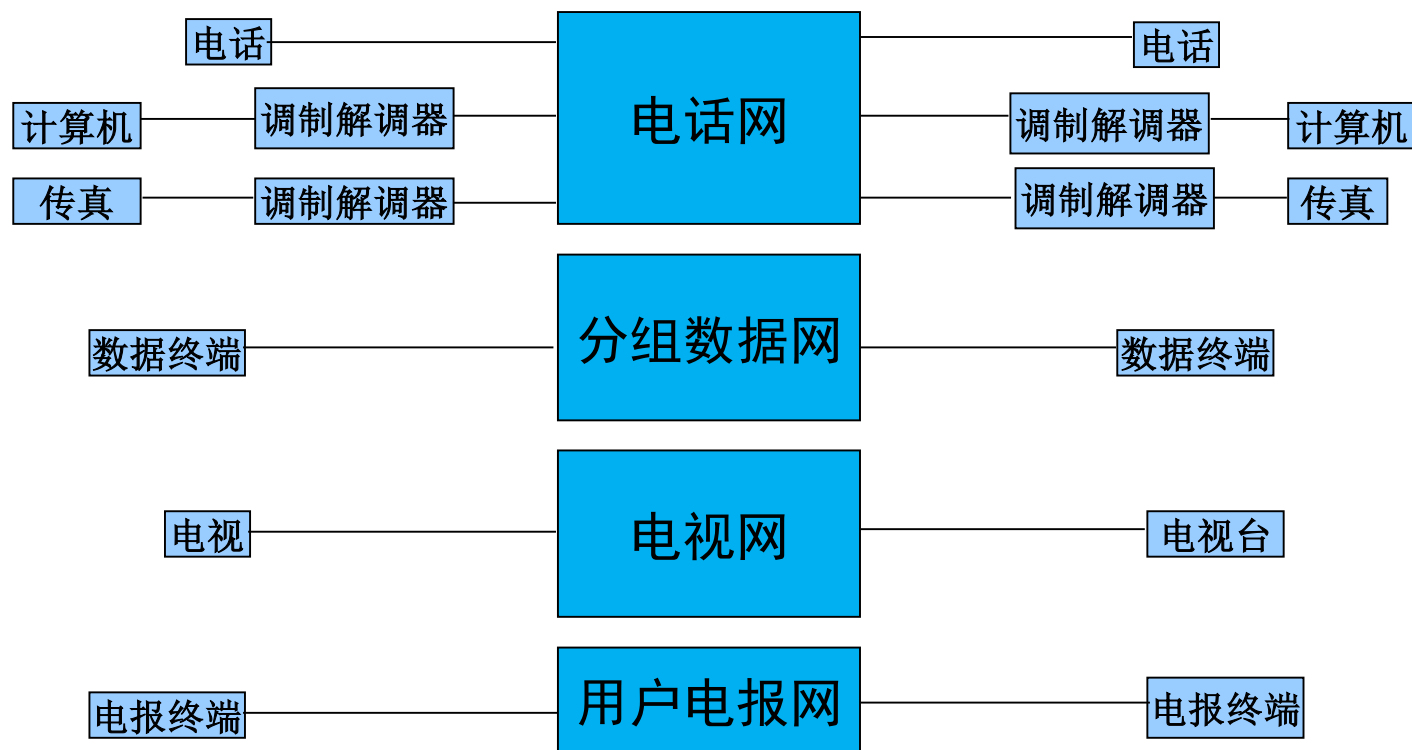 电话
电话网
电话
计算机
调制解调器
调制解调器
计算机
传真
调制解调器
调制解调器
传真
数据终端
分组数据网
数据终端
电视
电视网
电视台
电报终端
用户电报网
电报终端